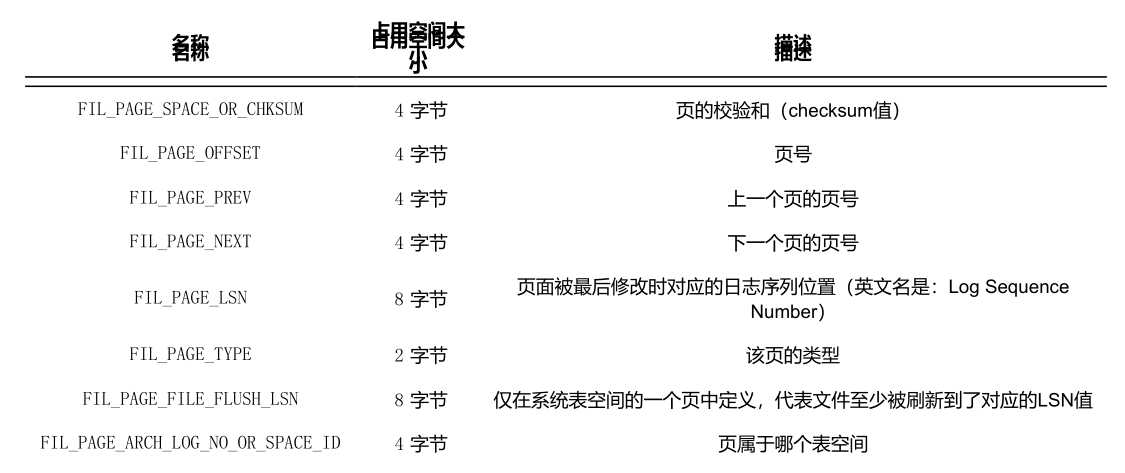 名称 占用空间大小 描述
FIL_PAGE_SPACE_OR_CHKSUM 4 字节 页的校验和（checksum值）
FIL_PAGE_OFFSET 4 字节 页号
FIL_PAGE_PREV 4 字节 上一个页的页号
FIL_PAGE_NEXT 4 字节 下一个页的页号
FIL_PAGE_LSN 8 字节 页面被最后修改时对应的日志序列位置（英文名是：Log Sequence
Number）
FIL_PAGE_TYPE 2 字节 该页的类型
FIL_PAGE_FILE_FLUSH_LSN 8 字节 仅在系统表空间的一个页中定义，代表文件至少被刷新到了对应的LSN值
FIL_PAGE_ARCH_LOG_NO_OR_SPACE_ID 4 字节 页属于哪个表空间